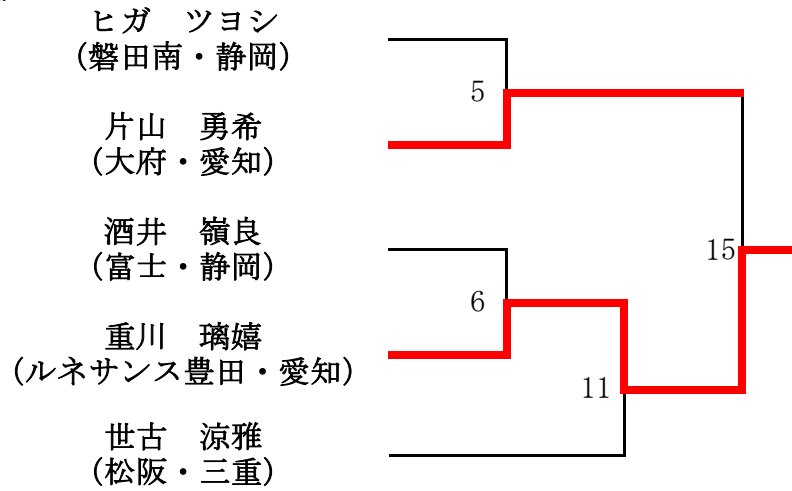 ヒガ　ツヨシ
（磐田南・静岡）
5
片山　勇希
（大府・愛知）
酒井　嶺良
（富士・静岡）
15
6
重川　璃嬉
（ルネサンス豊田・愛知）
11
世古　涼雅
（松阪・三重）